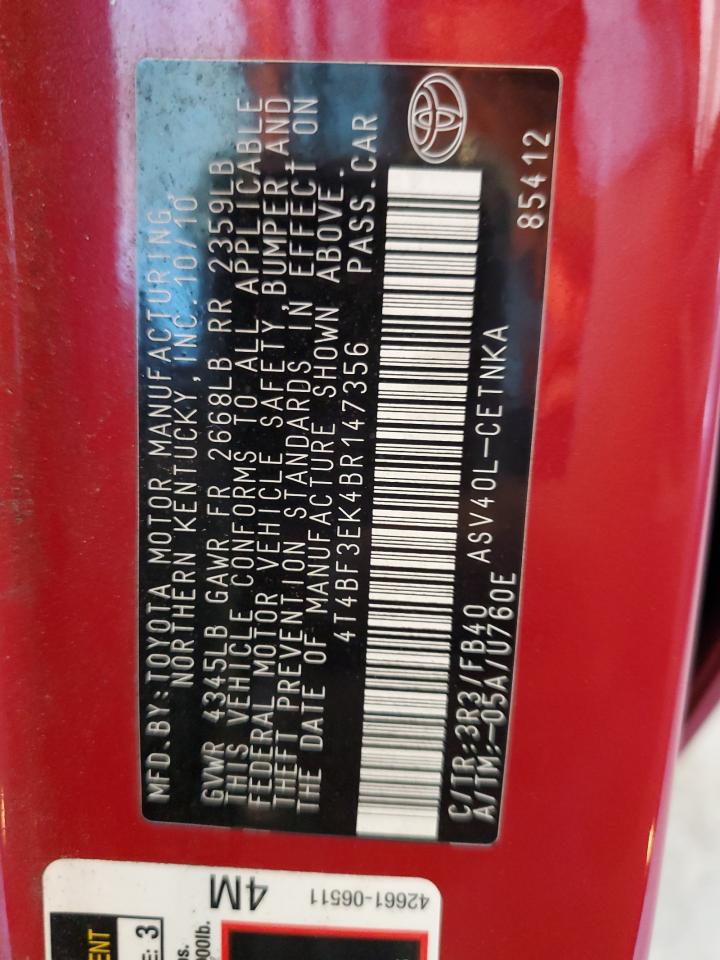 MFD.BY:TOYOTA MOTOR MANUFACTURING,
NORTHERN KENTUCKY, INC. 10/10
GVWR 4345LB GAWR FR 2668LB RR 2359LB
THIS VEHICLE CONFORMS TO ALL APPLICABLE
FEDERAL MOTOR VEHICLE SAFETY, BUMPER, AND
THEFT PREVENTION STANDARDS IN EFFECT ON
THE DATE OF MANUFACTURE SHOWN ABOVE.
4T4BF3EK4BR147356 PASS.CAR
C/TR:3R3/FB40 ASV40L-CETNKA
A/TM:-05A/U760E
85412
4M
42661-06511
E: 3
000lb.